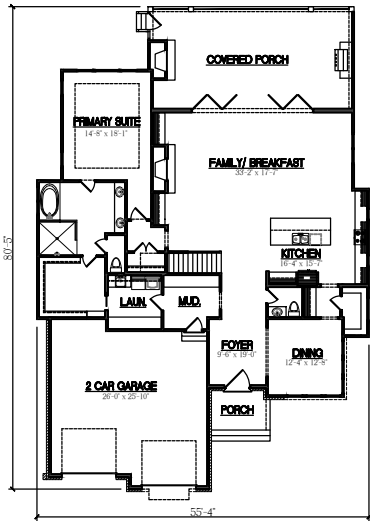 COVERED PORCH
PRIMARY SUITE
14'-8" x 18'-1"
FAMILY/ BREAKFAST
33'-2" x 17'-7"
KITCHEN
16'-4" x 15'-7"
80'-5"
LAUN.
MUD.
FOYER
9'-6" x 19'-0"
DINING
12'-4" x 12'-8"
2 CAR GARAGE
26'-0" x 25'-10"
PORCH
55'-4"